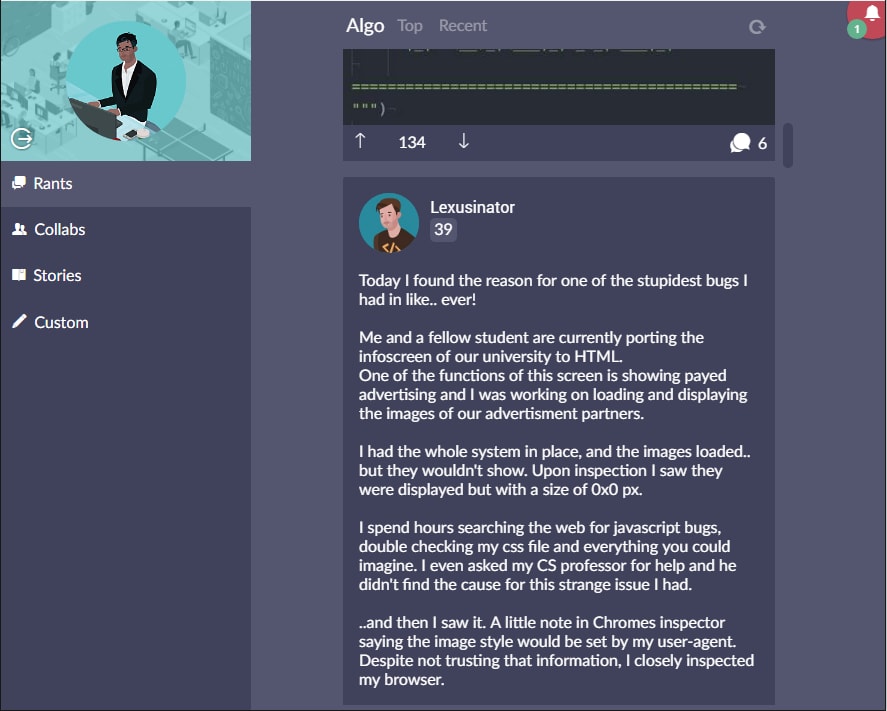 Algo Top Recent
1
=============================================
""")
134
6
Rants
Collabs
Stories
Custom
Lexusinator
39
Today I found the reason for one of the stupidest bugs I
had in like.. ever!
Me and a fellow student are currently porting the
infoscreen of our university to HTML.
One of the functions of this screen is showing payed
advertising and I was working on loading and displaying
the images of our advertisment partners.
I had the whole system in place, and the images loaded..
but they wouldn't show. Upon inspection I saw they
were displayed but with a size of 0x0 px.
I spend hours searching the web for javascript bugs,
double checking my css file and everything you could
imagine. I even asked my CS professor for help and he
didn't find the cause for this strange issue I had.
..and then I saw it. A little note in Chromes inspector
saying the image style would be set by my user-agent.
Despite not trusting that information, I closely inspected
my browser.